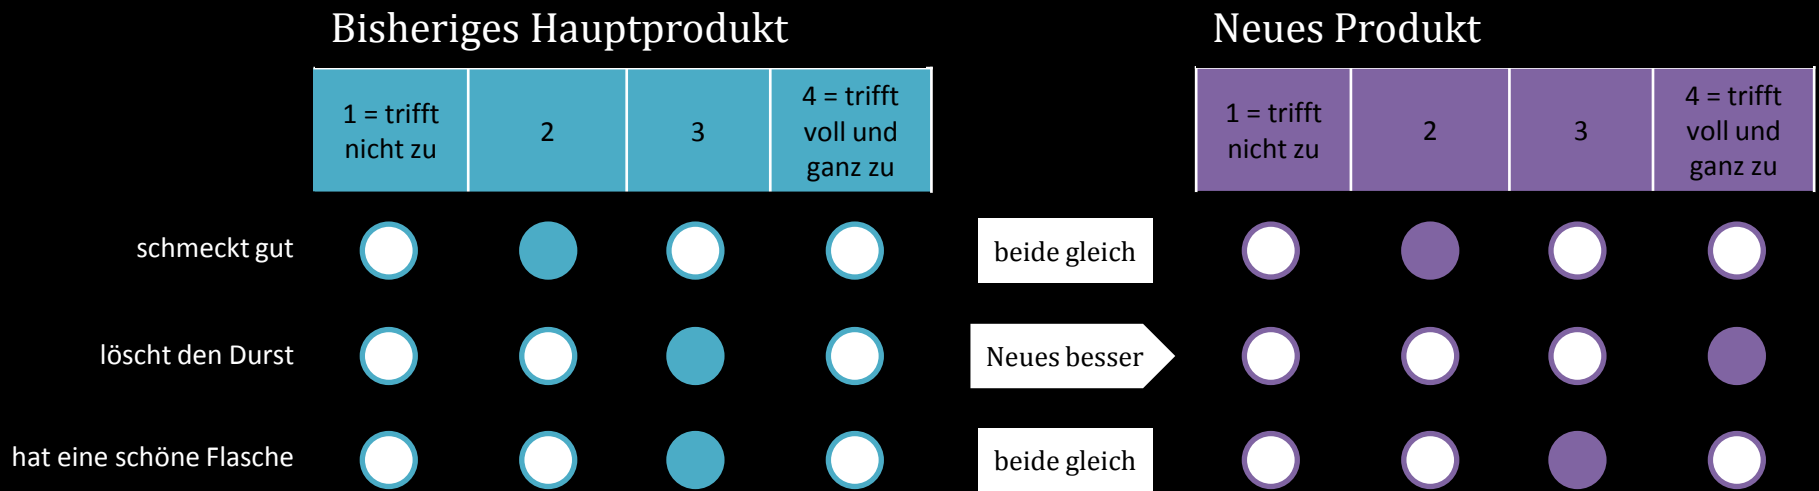 Bisheriges Hauptprodukt
Neues Produkt
1 = trifft
nicht zu
2
3
4 = trifft
voll und
ganz zu
1 = trifft
nicht zu
2
3
4 = trifft
voll und
ganz zu
schmeckt gut
beide gleich
löscht den Durst
Neues besser
hat eine schöne Flasche
beide gleich